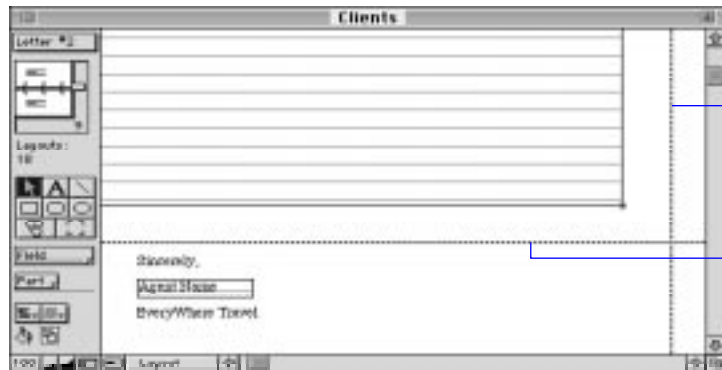 Clients
Letter #2
Layouts:
18
A
Field
Part
Sincerely,
Agent Name
EveryWhere Travel
100
Layout